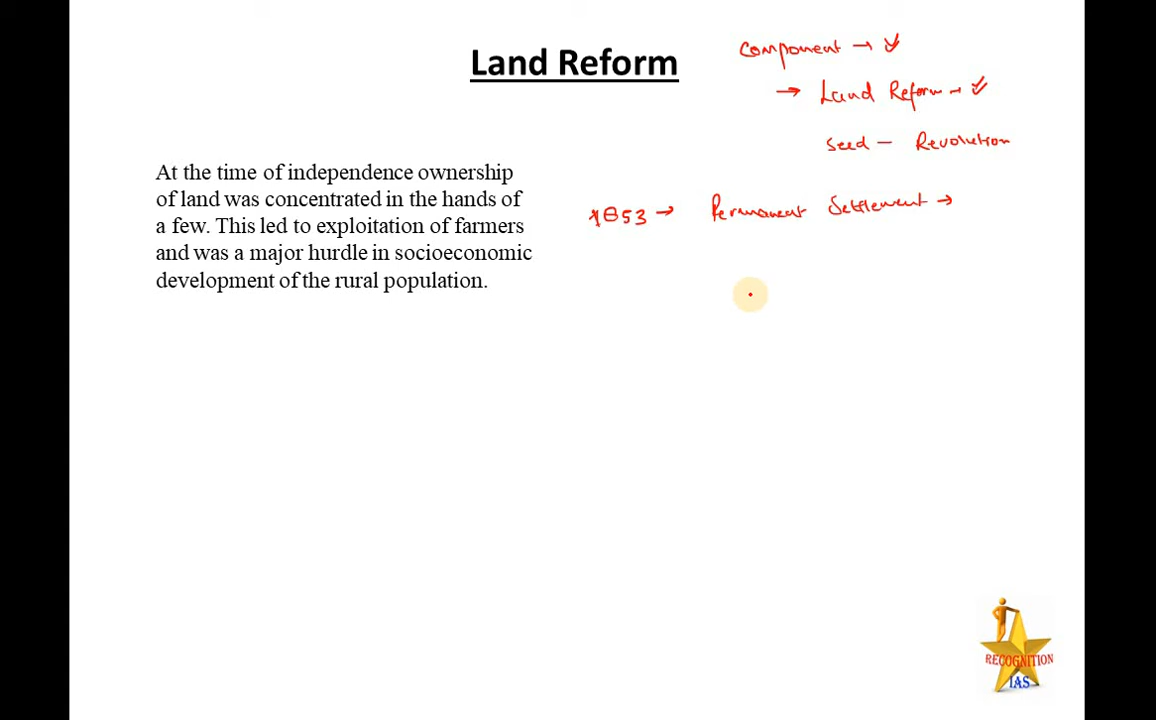 Land Reform
component →
→ Land Reform -
seed - Revolution
At the time of independence ownership
of land was concentrated in the hands of
a few. This led to exploitation of farmers
and was a major hurdle in socioeconomic
development of the rural population.
→ Permanent Settlement →
RECOGNITION
IAS